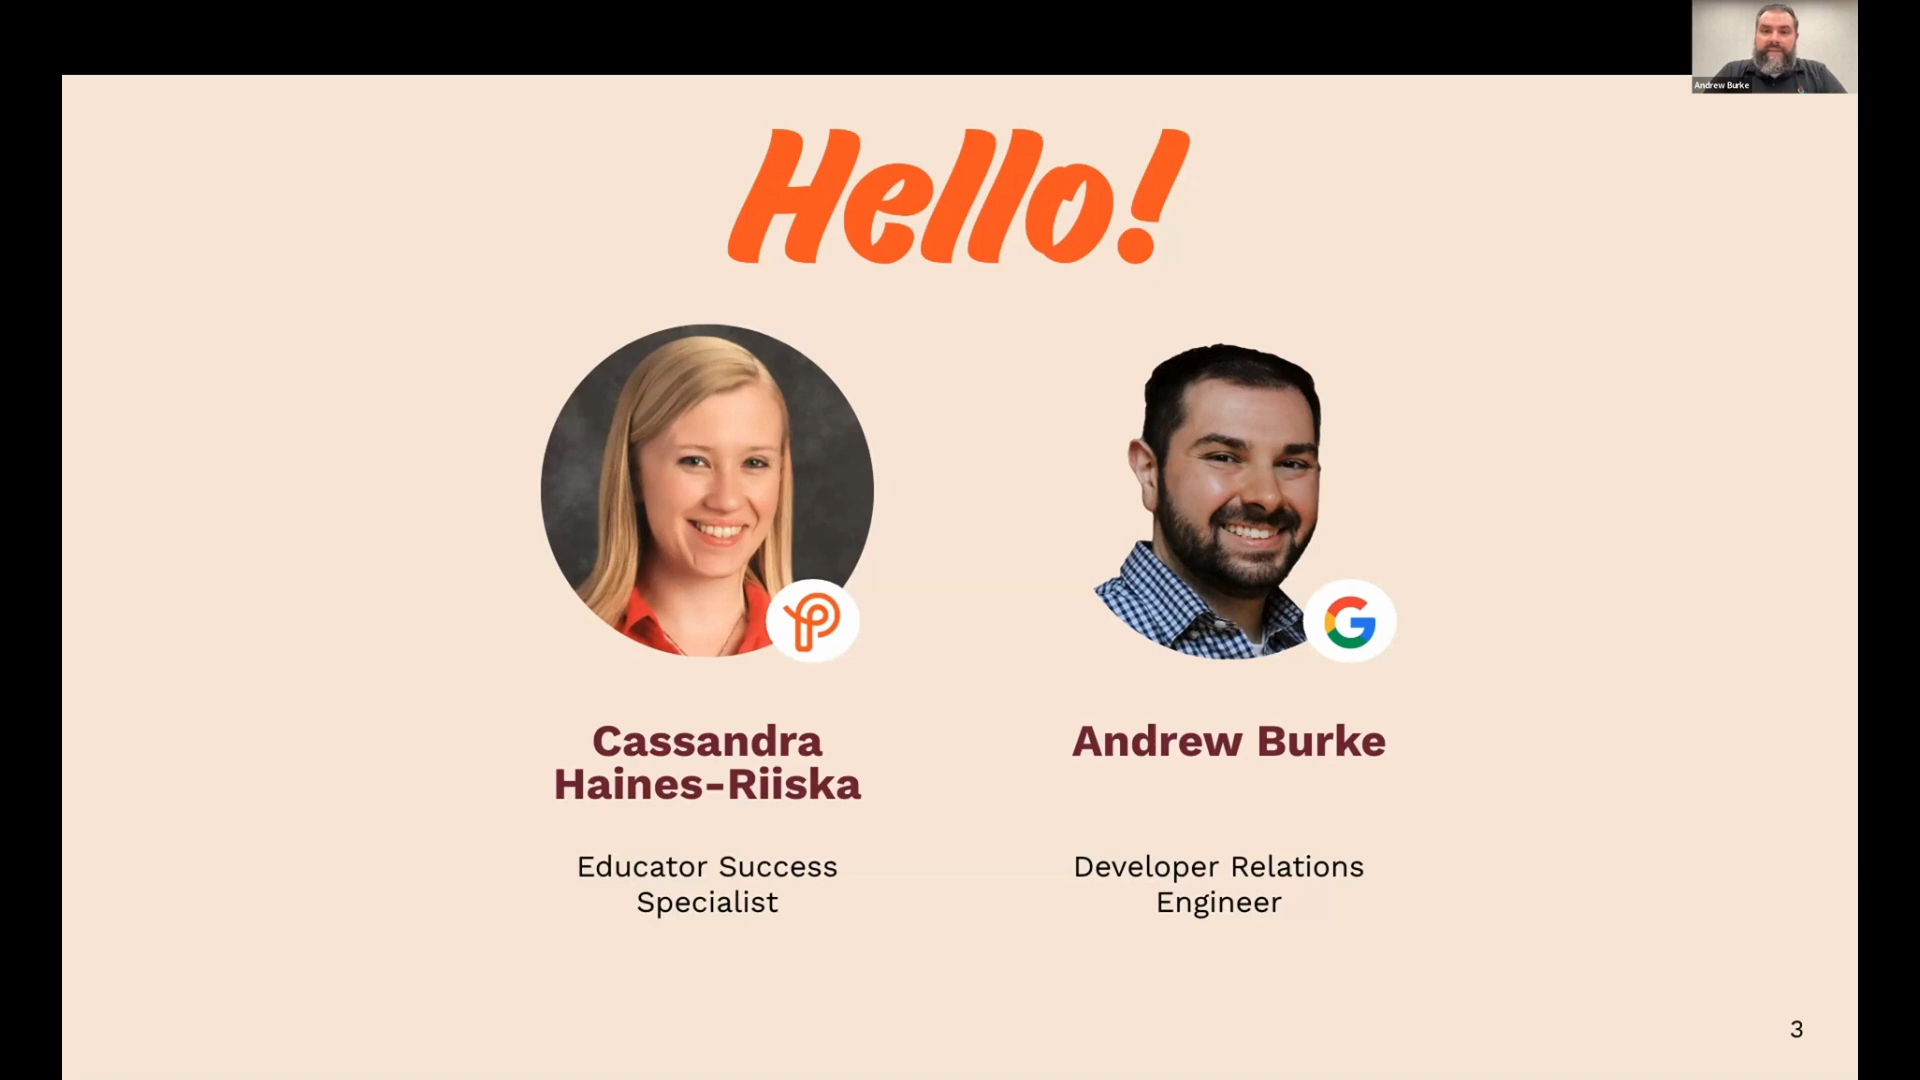 Andrew Burke
Hello!
Cassandra
Haines-Riiska
Educator Success
Specialist
Andrew Burke
Developer Relations
Engineer
3